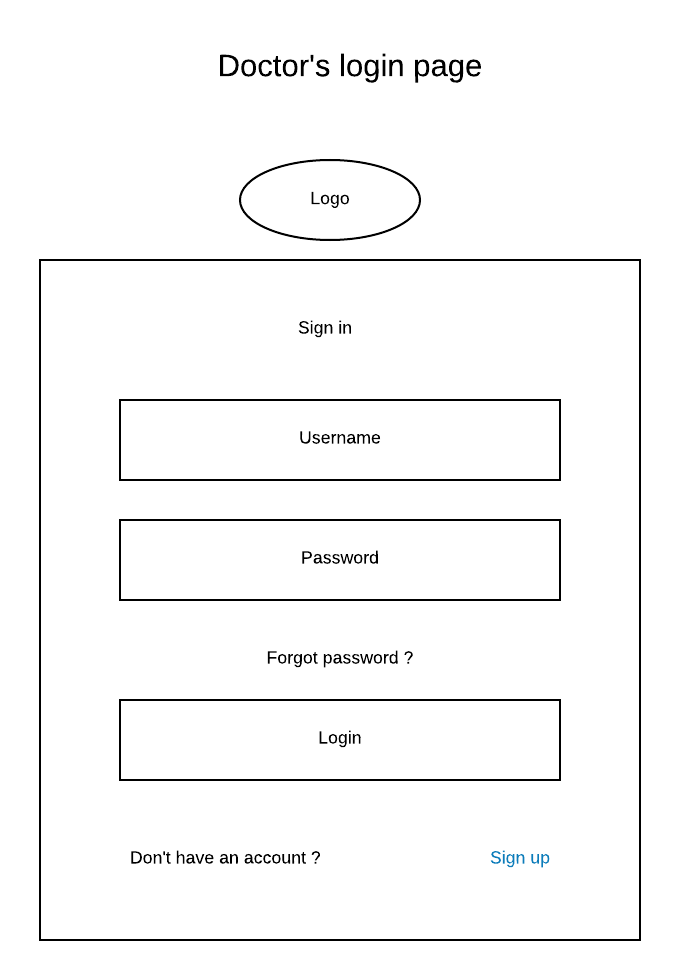 Doctor's login page
Logo
Sign in
Username
Password
Forgot password ?
Login
Don't have an account ? Sign up